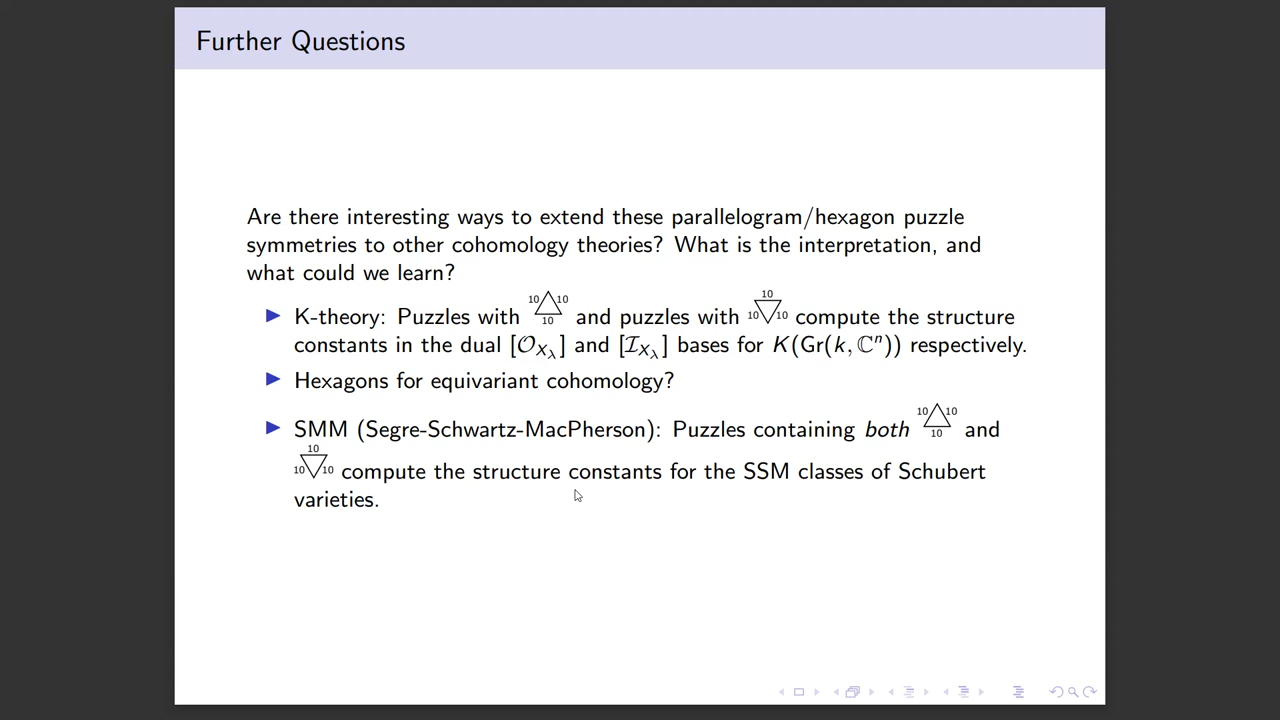 Further Questions
Are there interesting ways to extend these parallelogram/hexagon puzzle
symmetries to other cohomology theories? What is the interpretation, and
what could we learn?
▶ K-theory: Puzzles with 10 △ 10 10 and puzzles with 10 10 ▽ 10 compute the structure
constants in the dual [𝒪_{X_λ}] and [ℐ_{X_λ}] bases for K(Gr(k, ℂⁿ)) respectively.
▶ Hexagons for equivariant cohomology?
▶ SMM (Segre-Schwartz-MacPherson): Puzzles containing both 10 △ 10 10 and
10 10 ▽ 10 compute the structure constants for the SSM classes of Schubert
varieties.